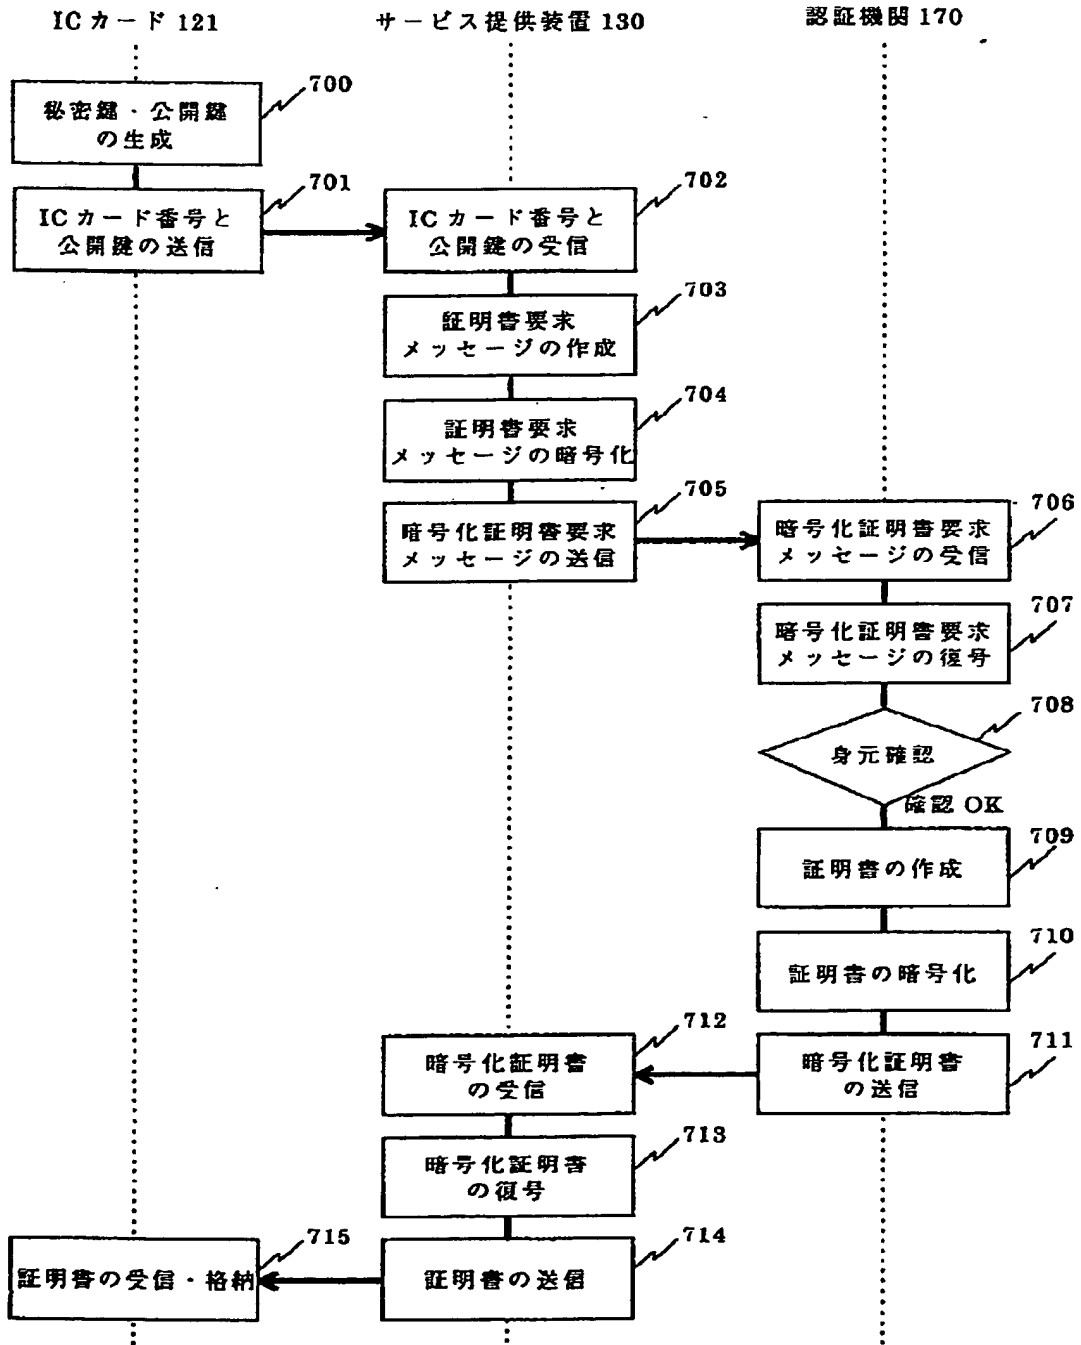 ICカード 121
サービス提供装置 130
認証機関 170
700
秘密鍵・公開鍵
の生成
701
ICカード番号と
公開鍵の送信
702
ICカード番号と
公開鍵の受信
703
証明書要求
メッセージの作成
704
証明書要求
メッセージの暗号化
705
暗号化証明書要求
メッセージの送信
706
暗号化証明書要求
メッセージの受信
707
暗号化証明書要求
メッセージの復号
708
身元確認
確認 OK
709
証明書の作成
710
証明書の暗号化
711
暗号化証明書
の送信
712
暗号化証明書
の受信
713
暗号化証明書
の復号
714
証明書の送信
715
証明書の受信・格納